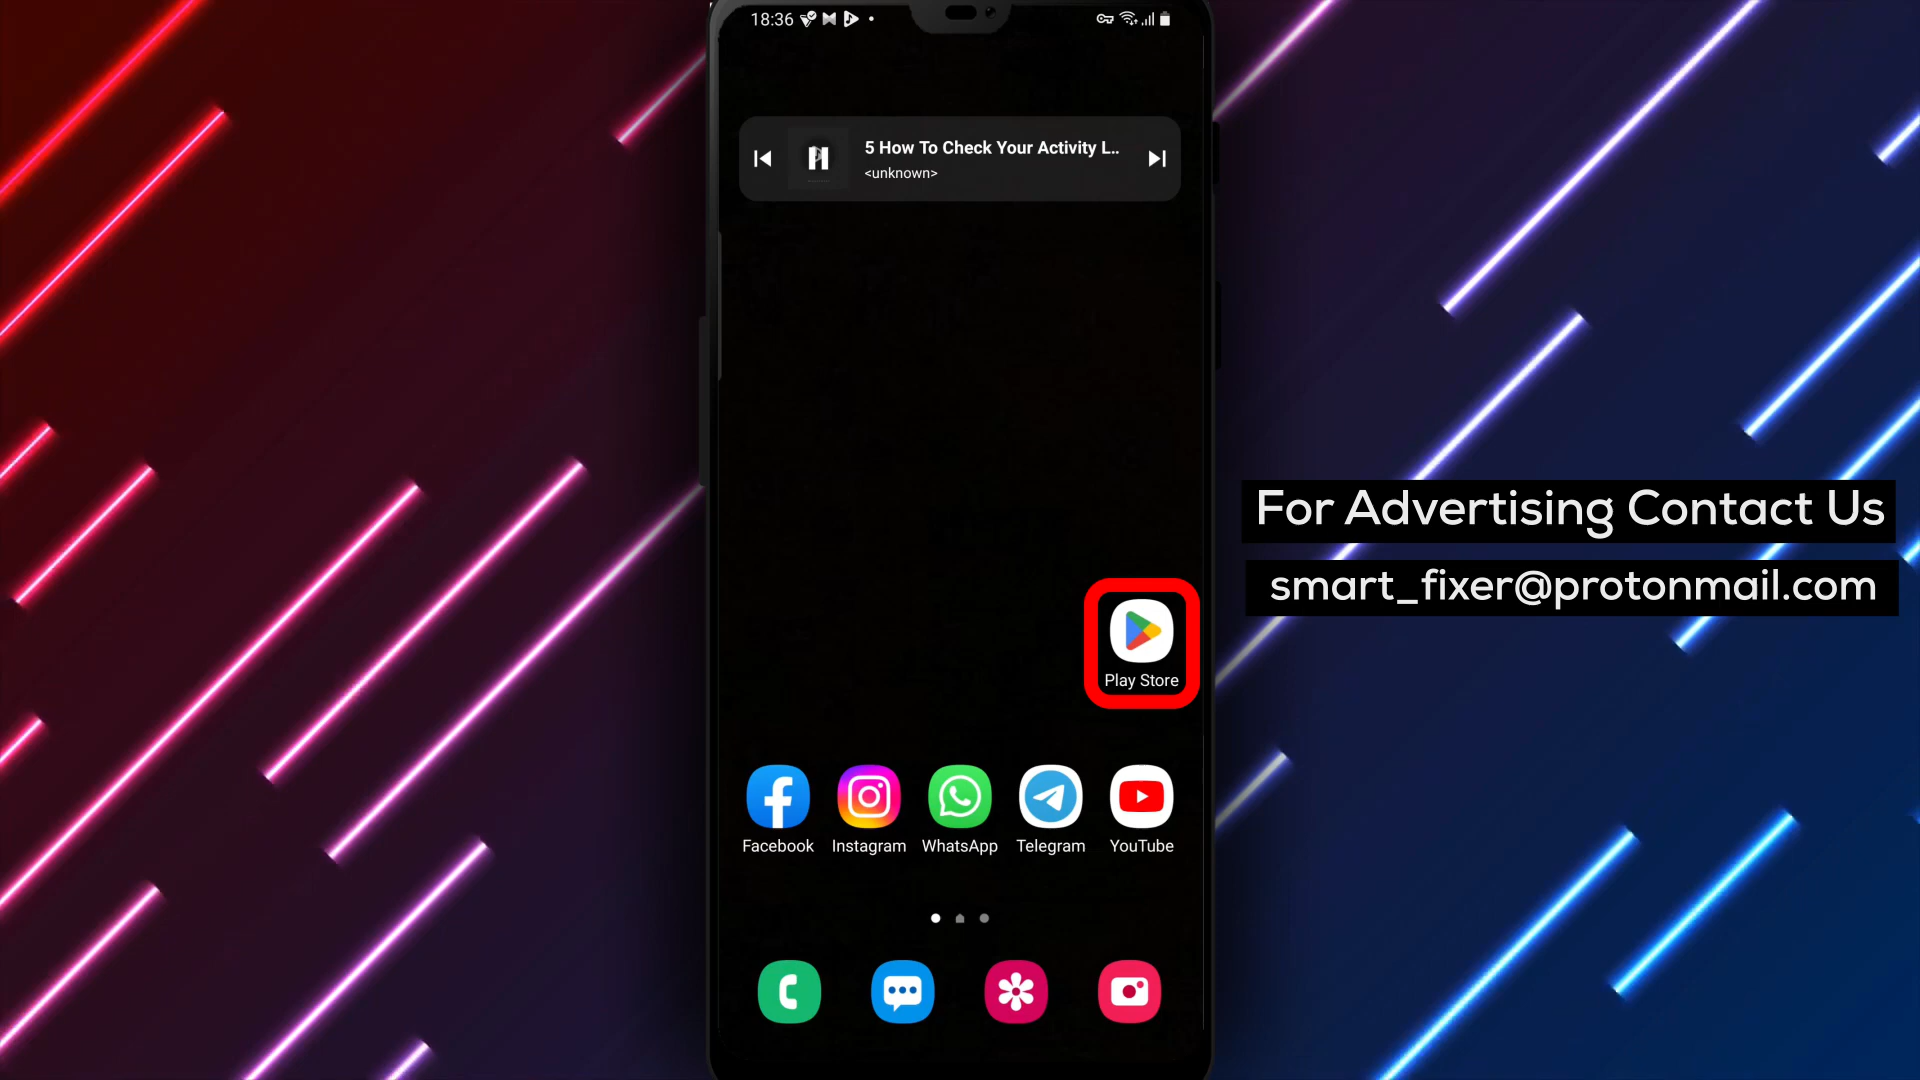 18:36
5 How To Check Your Activity L..
<unknown>
For Advertising Contact Us
smart_fixer@protonmail.com
Play Store
Facebook Instagram WhatsApp Telegram YouTube